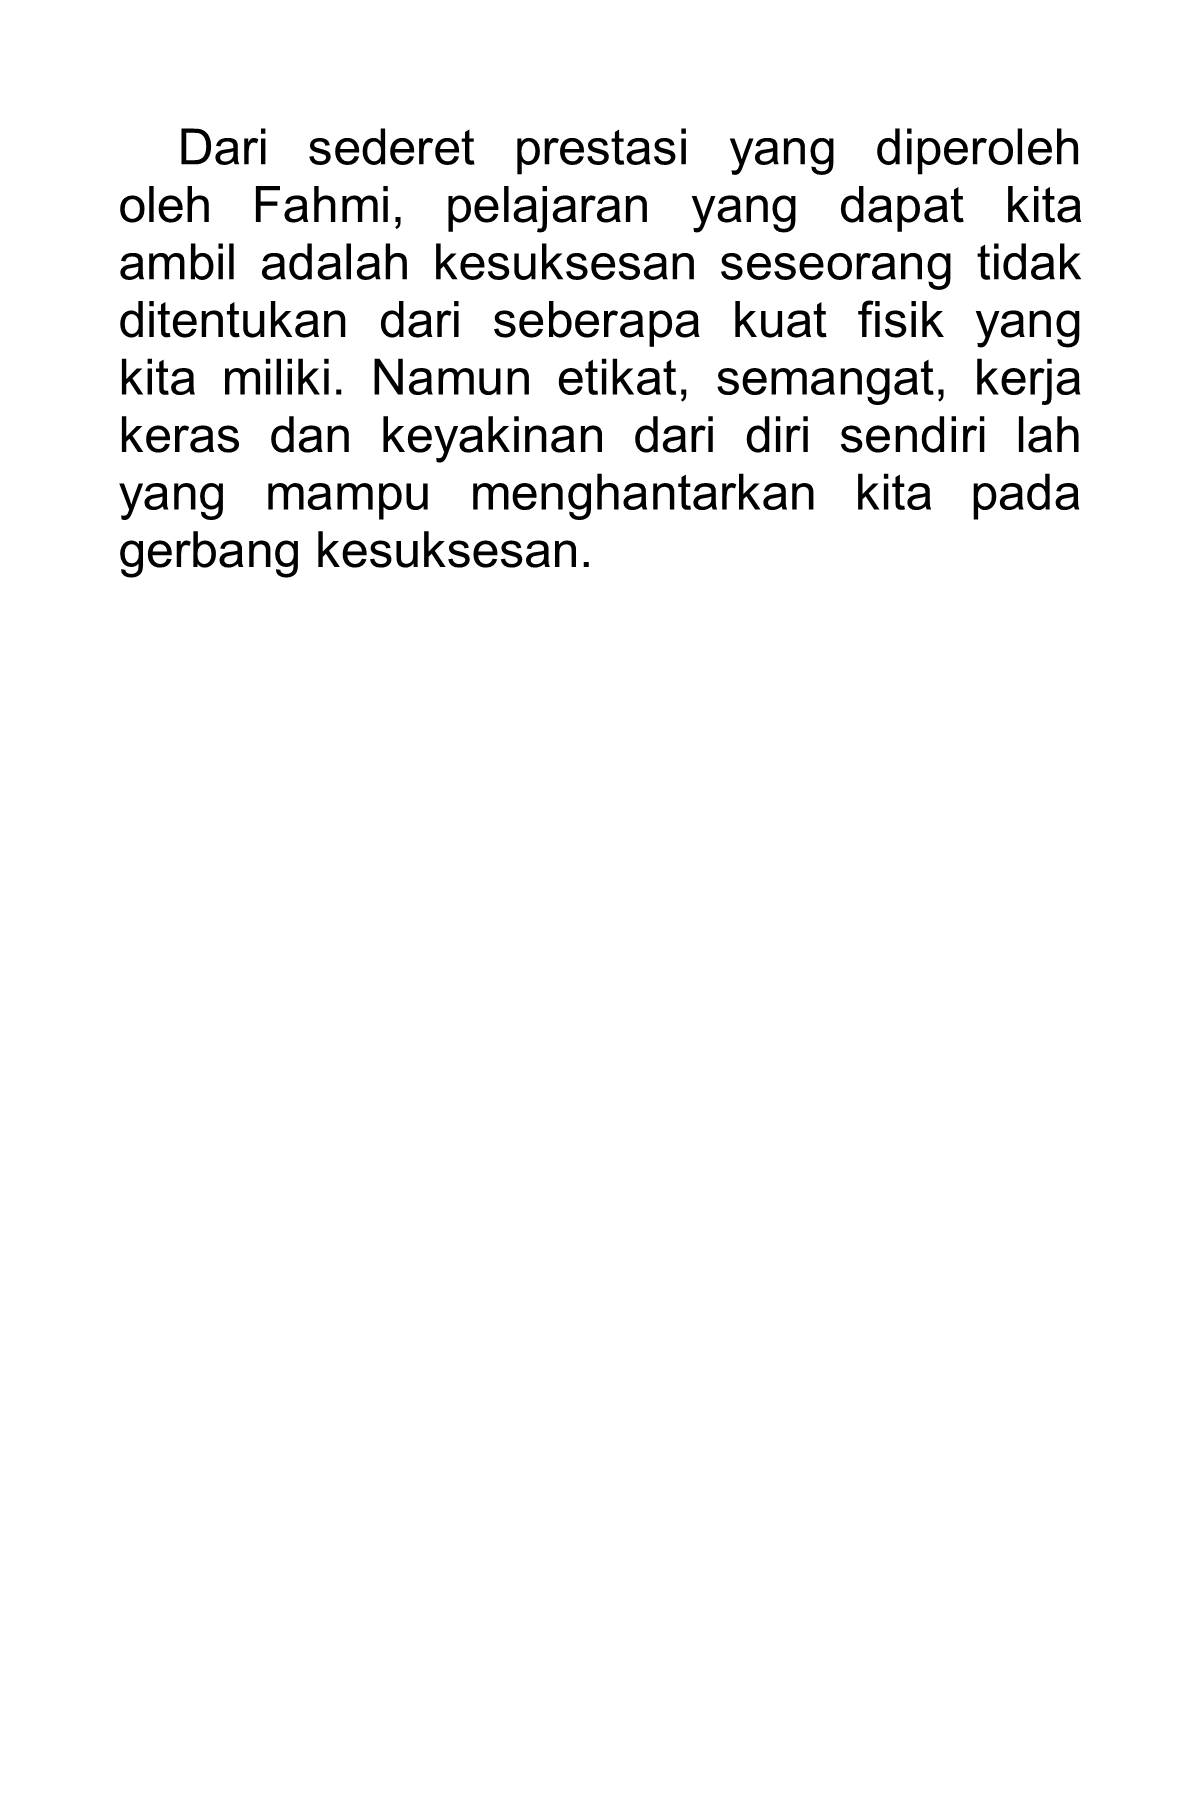 Dari sederet prestasi yang diperoleh
oleh Fahmi, pelajaran yang dapat kita
ambil adalah kesuksesan seseorang tidak
ditentukan dari seberapa kuat fisik yang
kita miliki. Namun etikat, semangat, kerja
keras dan keyakinan dari diri sendiri lah
yang mampu menghantarkan kita pada
gerbang kesuksesan.